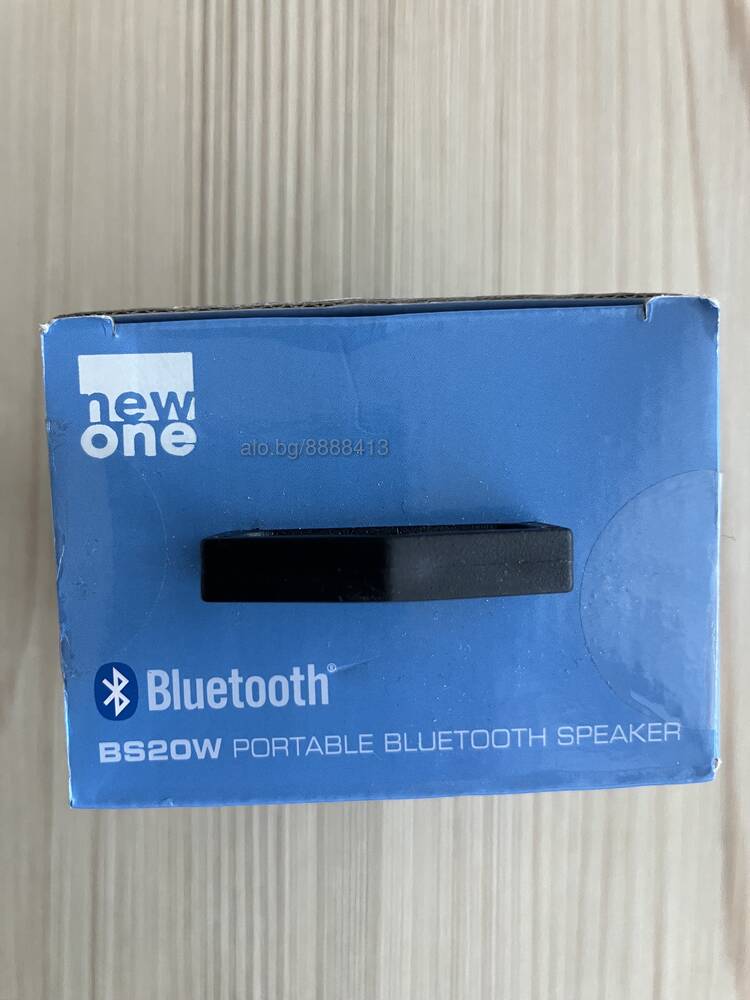 new
one
alo.bg/8888413
Bluetooth®
BS20W PORTABLE BLUETOOTH SPEAKER